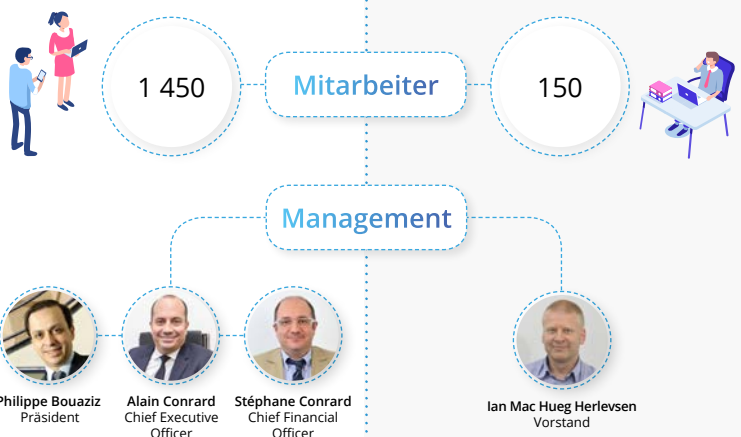 1 450
Mitarbeiter
150
Management
Philippe Bouaziz
Präsident
Alain Conrard
Chief Executive
Officer
Stéphane Conrard
Chief Financial
Officer
Ian Mac Hueg Herlevsen
Vorstand